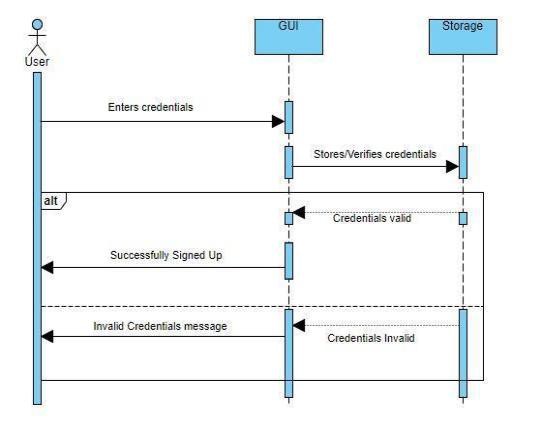 GUI
Storage
User
Enters credentials
Stores/Verifies credentials
alt
Credentials valid
Successfully Signed Up
Invalid Credentials message
Credentials Invalid